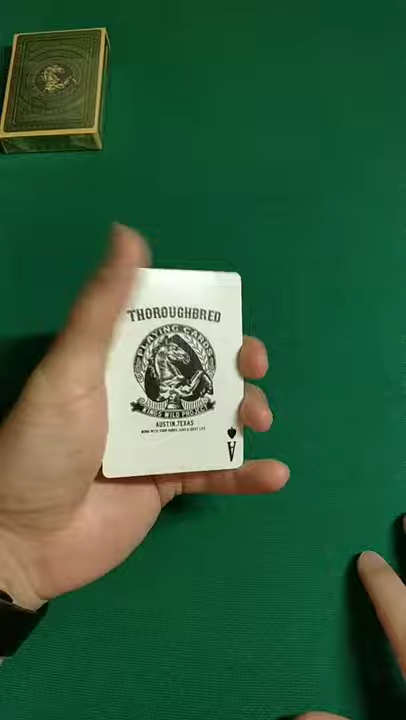 THOROUGHBRED
PLAYING CARDS
KINGS WILD PROJECT
AUSTIN, TEXAS
A